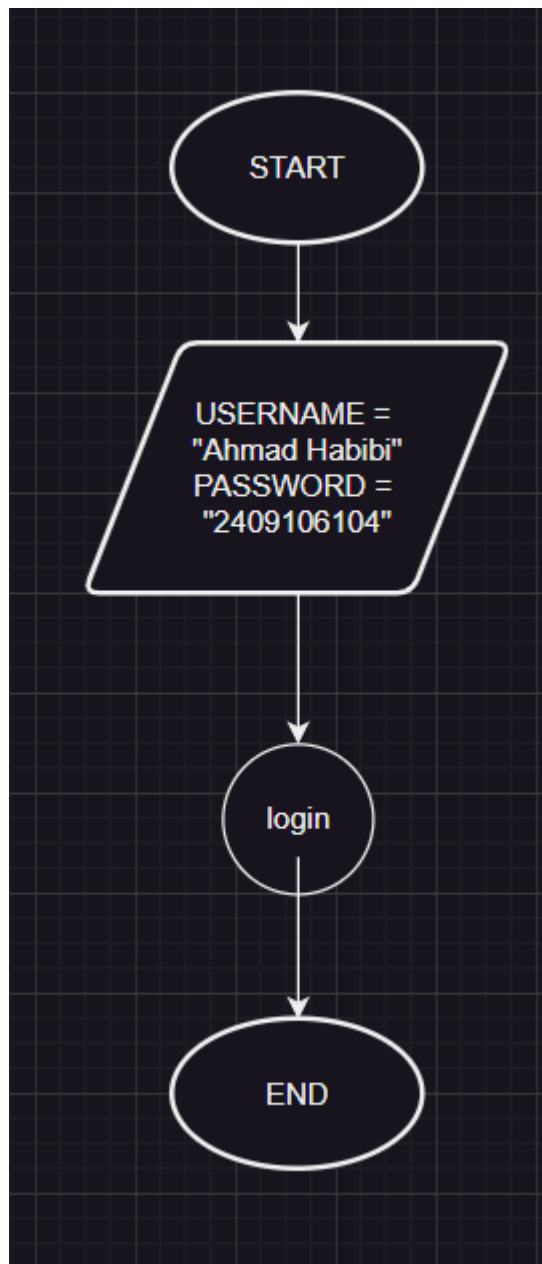 START
USERNAME =
"Ahmad Habibi"
PASSWORD =
"2409106104"
login
END